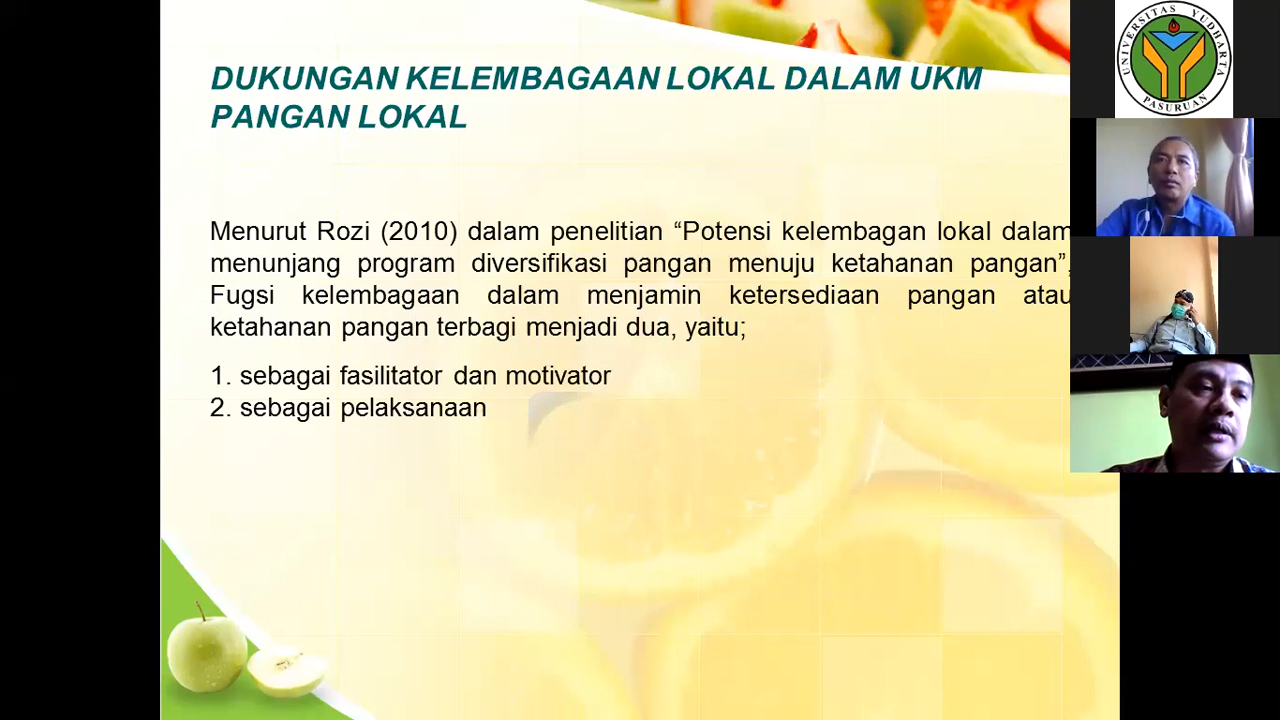 DUKUNGAN KELEMBAGAAN LOKAL DALAM UKM
PANGAN LOKAL
Menurut Rozi (2010) dalam penelitian “Potensi kelembagan lokal dalam
menunjang program diversifikasi pangan menuju ketahanan pangan”,
Fugsi kelembagaan dalam menjamin ketersediaan pangan atau
ketahanan pangan terbagi menjadi dua, yaitu;
1. sebagai fasilitator dan motivator
2. sebagai pelaksanaan
UNIVERSITAS YUDHARTA
PASURUAN